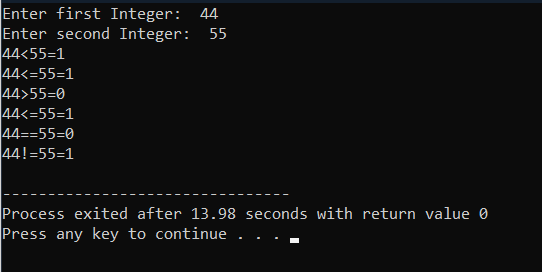 Enter first Integer:  44
Enter second Integer:  55
44<55=1
44<=55=1
44>55=0
44<=55=1
44==55=0
44!=55=1
--------------------------------
Process exited after 13.98 seconds with return value 0
Press any key to continue . . .